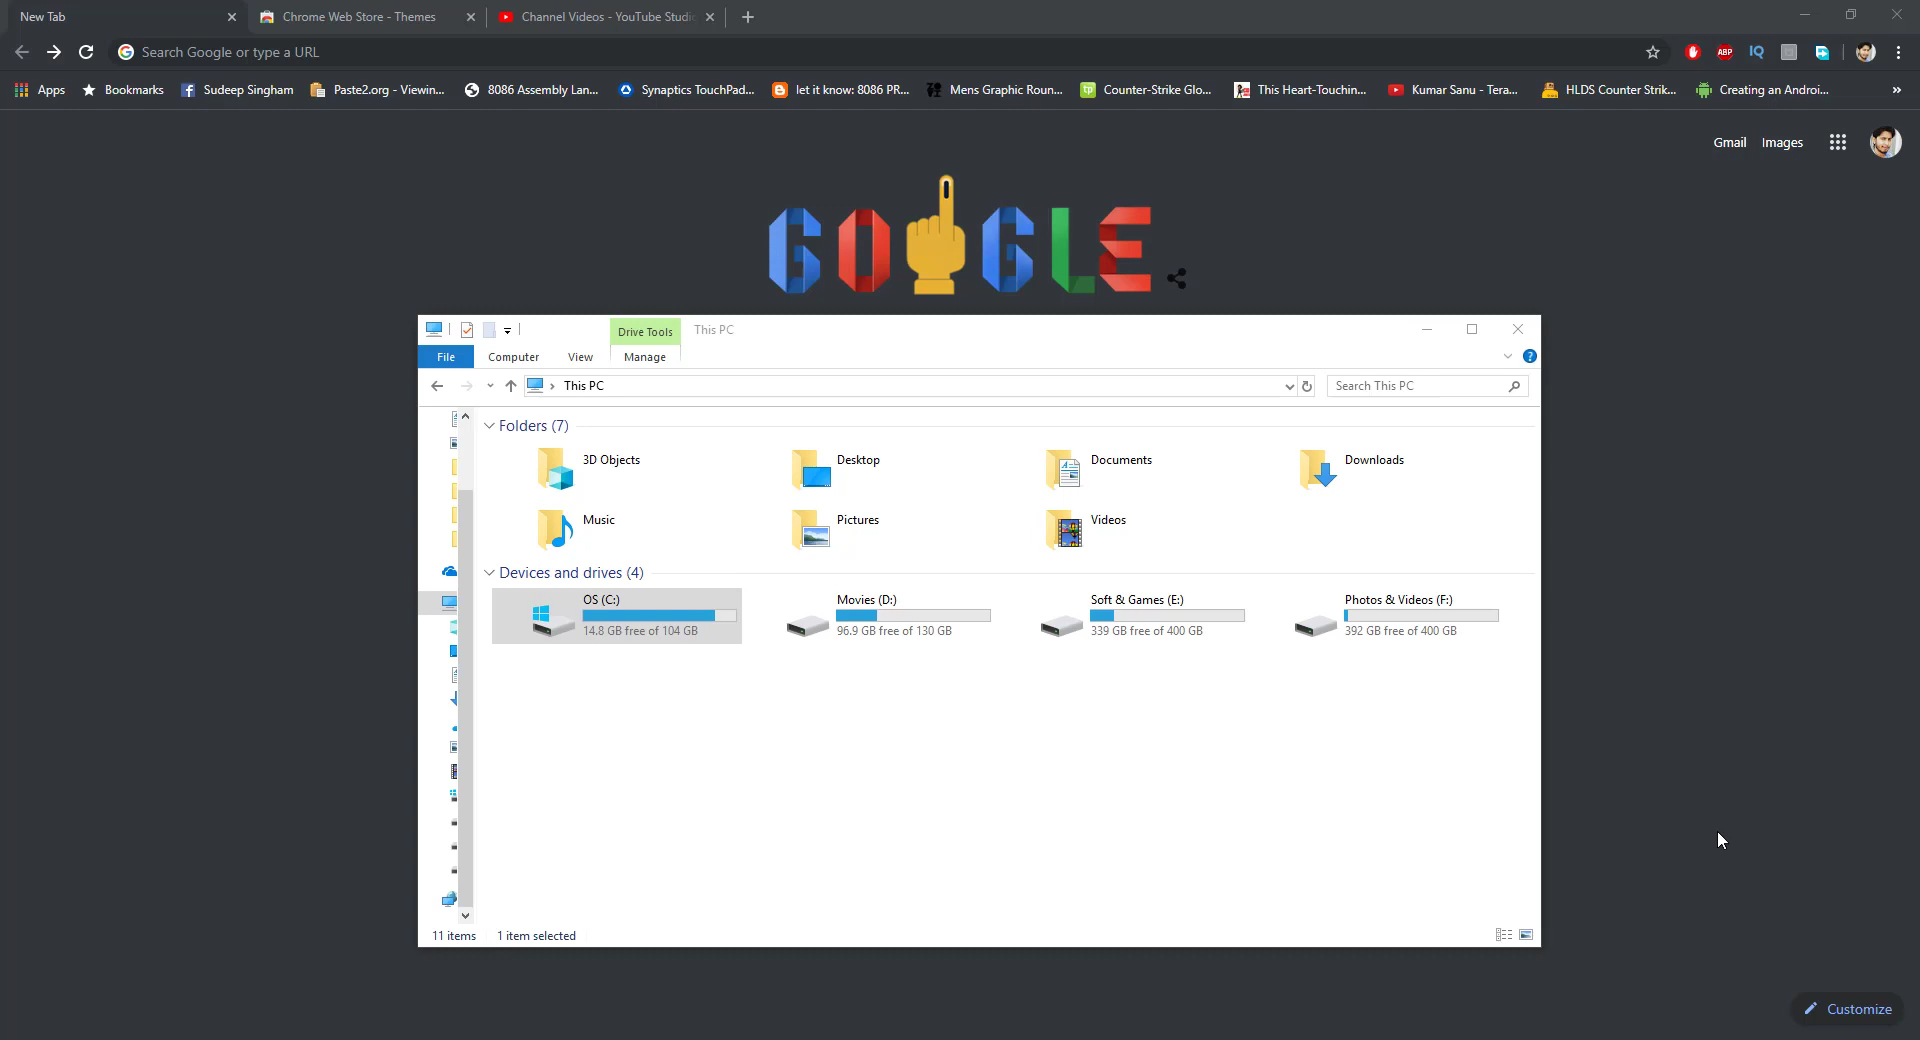 New Tab
Chrome Web Store - Themes
Channel Videos - YouTube Studi
Search Google or type a URL
ABP
IQ
Apps
Bookmarks
Sudeep Singham
Paste2.org - Viewin...
8086 Assembly Lan...
Synaptics TouchPad...
let it know: 8086 PR...
Mens Graphic Roun...
tp
Counter-Strike Glo...
This Heart-Touchin...
Kumar Sanu - Tera...
HLDS Counter Strik...
Creating an Androi...
»
Gmail
Images
GOOGLE
Drive Tools
This PC
File
Computer
View
Manage
This PC
Search This PC
Folders (7)
3D Objects
Desktop
Documents
Downloads
Music
Pictures
Videos
Devices and drives (4)
OS (C:)
14.8 GB free of 104 GB
Movies (D:)
96.9 GB free of 130 GB
Soft & Games (E:)
339 GB free of 400 GB
Photos & Videos (F:)
392 GB free of 400 GB
11 items
1 item selected
Customize